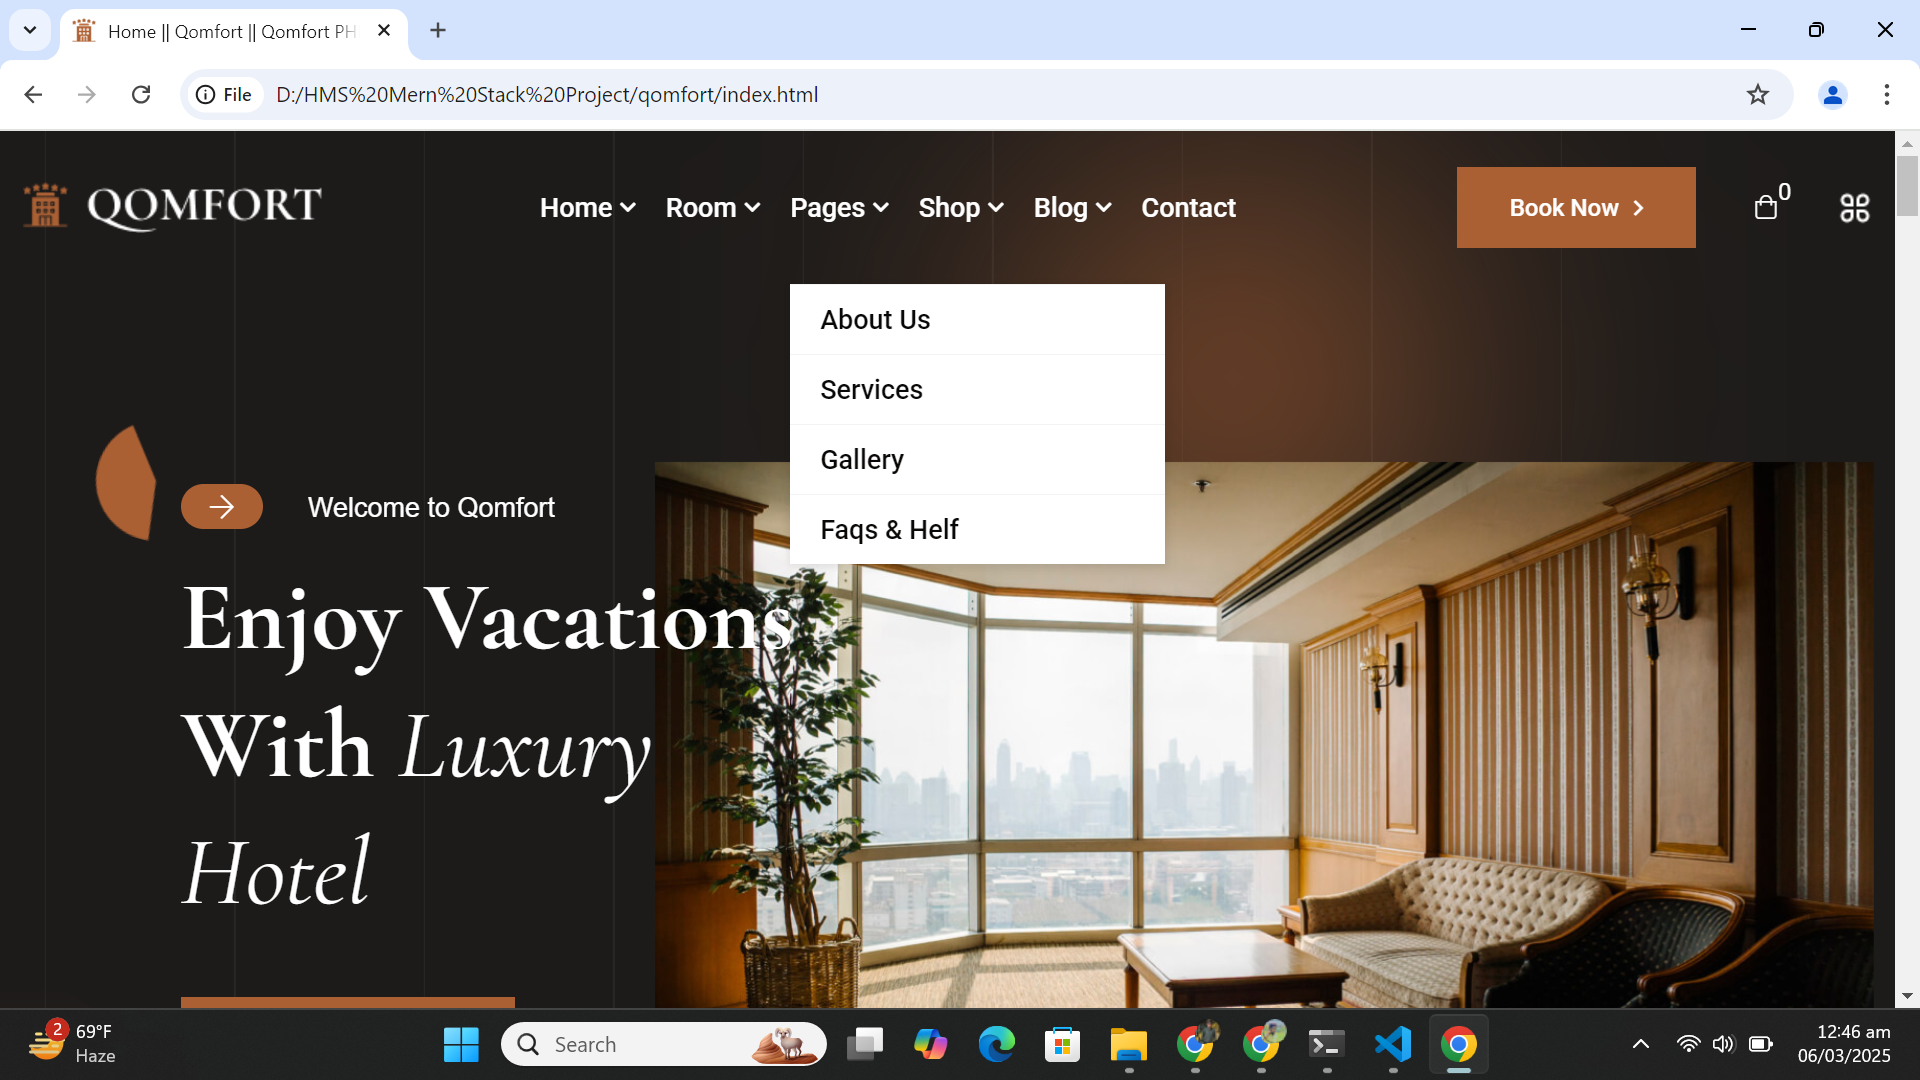 Home || Qomfort || Qomfort PH
File
D:/HMS%20Mern%20Stack%20Project/qomfort/index.html
QOMFORT
Home
Room
Pages
Shop
Blog
Contact
Book Now
0
About Us
Services
Gallery
Faqs & Helf
Welcome to Qomfort
Enjoy Vacations
With Luxury
Hotel
2
69°F
Haze
Search
12:46 am
06/03/2025